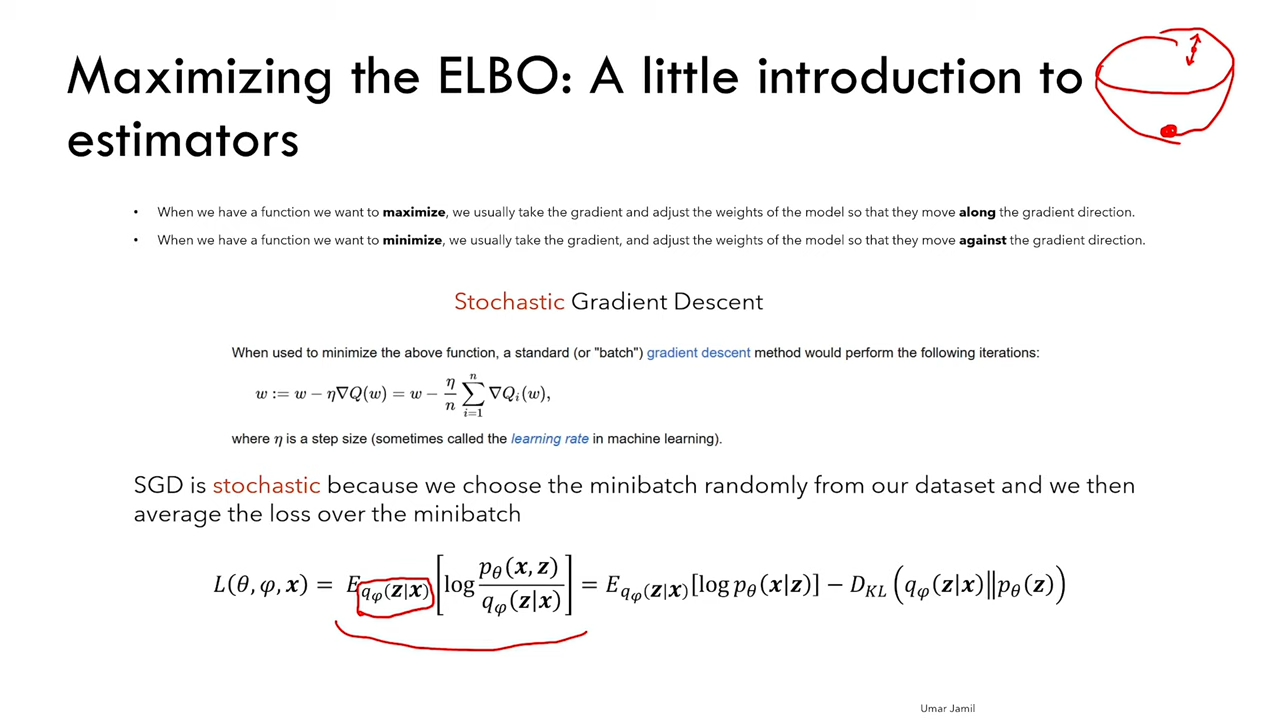 Maximizing the ELBO: A little introduction to
estimators
• When we have a function we want to maximize, we usually take the gradient and adjust the weights of the model so that they move along the gradient direction.
• When we have a function we want to minimize, we usually take the gradient, and adjust the weights of the model so that they move against the gradient direction.
Stochastic Gradient Descent
When used to minimize the above function, a standard (or "batch") gradient descent method would perform the following iterations:
w := w − η∇Q(w) = w − η/n ∑_{i=1}^{n} ∇Q_i(w),
where η is a step size (sometimes called the learning rate in machine learning).
SGD is stochastic because we choose the minibatch randomly from our dataset and we then
average the loss over the minibatch
L(θ, φ, x) = E_{q_φ(z|x)} [log p_θ(x, z) / q_φ(z|x)] = E_{q_φ(z|x)}[log p_θ(x|z)] − D_{KL} (q_φ(z|x)‖p_θ(z))
Umar Jamil